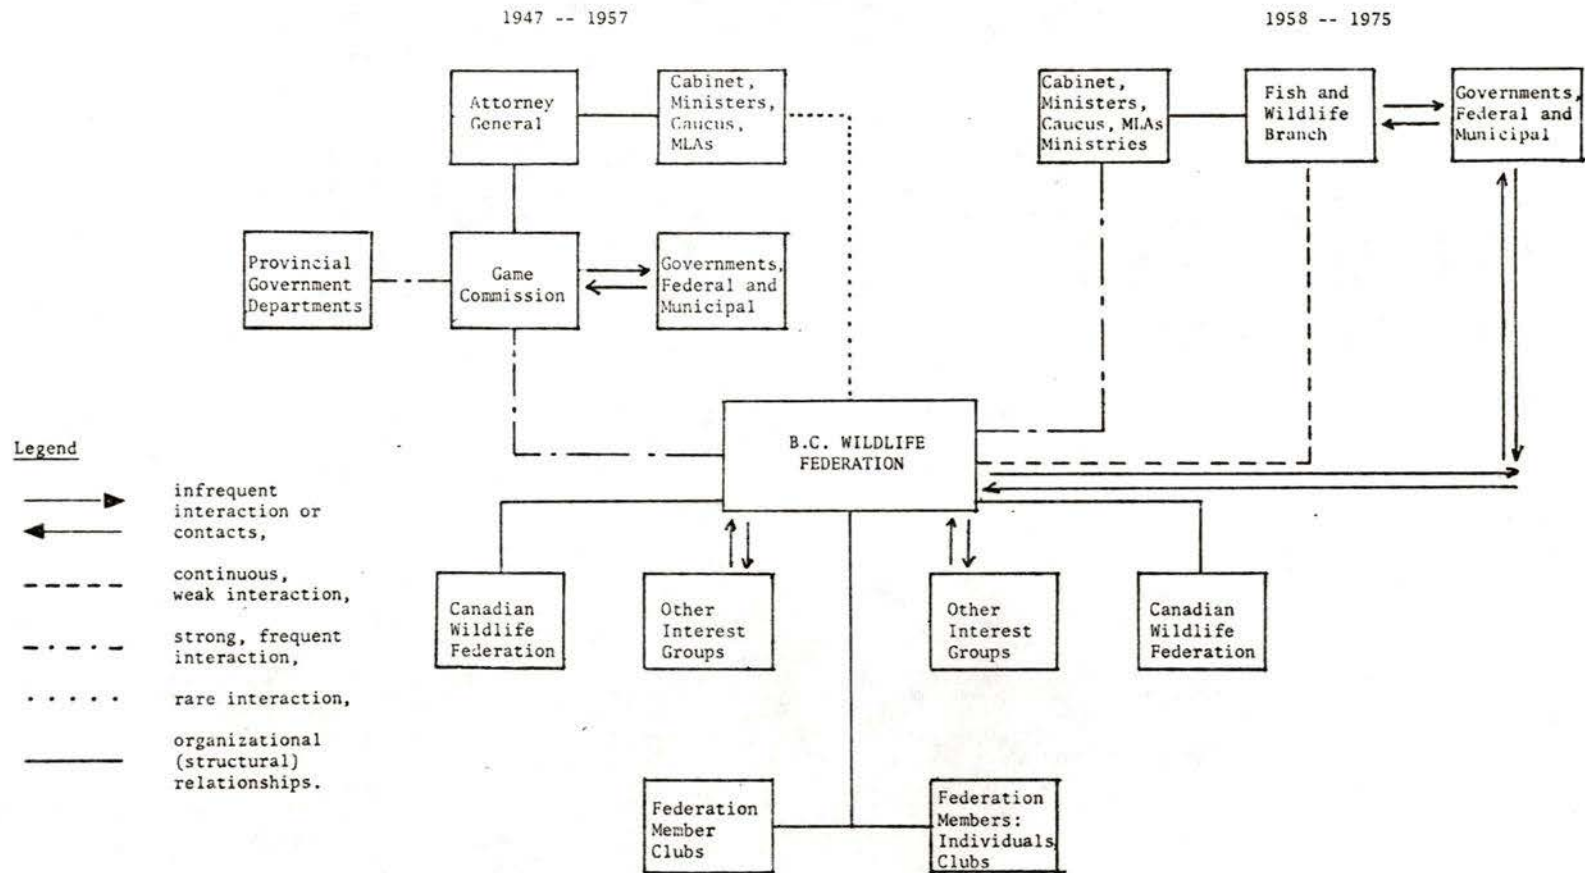 1947 -- 1957
1958 -- 1975
Attorney
General
Cabinet,
Ministers,
Caucus,
MLAs
Cabinet,
Ministers,
Caucus, MLAs
Ministries
Fish and
Wildlife
Branch
Governments,
Federal and
Municipal
Provincial
Government
Departments
Game
Commission
Governments,
Federal and
Municipal
B.C. WILDLIFE
FEDERATION
Legend
infrequent
interaction or
contacts,
continuous,
weak interaction,
strong, frequent
interaction,
rare interaction,
organizational
(structural)
relationships.
Canadian
Wildlife
Federation
Other
Interest
Groups
Other
Interest
Groups
Canadian
Wildlife
Federation
Federation
Member
Clubs
Federation
Members:
Individuals,
Clubs